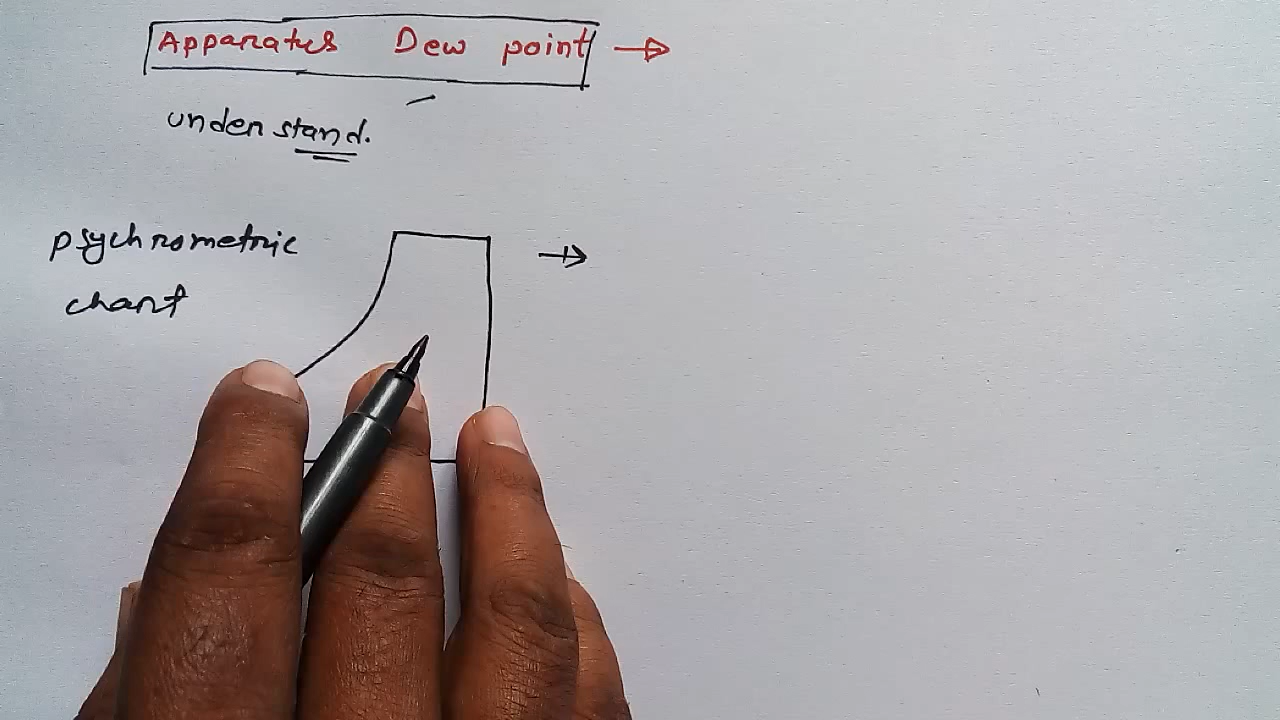 Apparatus Dew point
understand.
psychrometric
chart